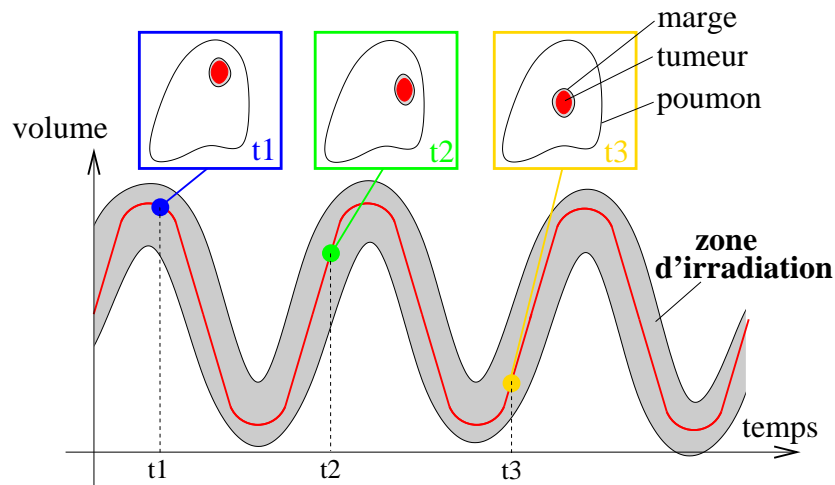 marge
tumeur
poumon
t1
t2
t3
volume
zone
d'irradiation
temps
t1
t2
t3